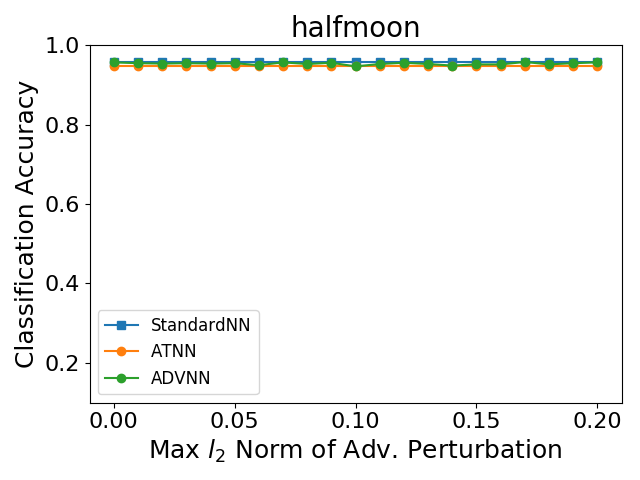 halfmoon
Classification Accuracy
1.0
0.8
0.6
0.4
0.2
StandardNN
ATNN
ADVNN
0.00 0.05 0.10 0.15 0.20
Max l₂ Norm of Adv. Perturbation